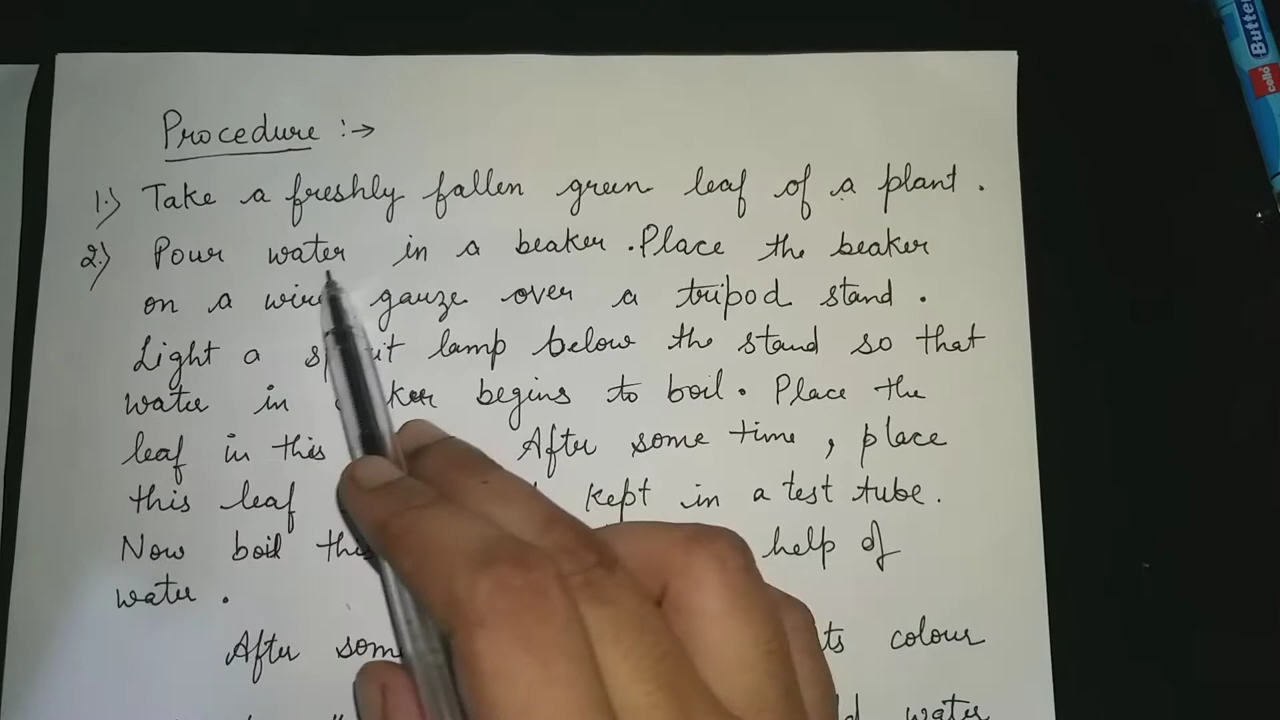 Procedure :→
1.) Take a freshly fallen green leaf of a plant .
2.) Pour water in a beaker . Place the beaker
on a wire gauze over a tripod stand .
Light a spirit lamp below the stand so that
water in begins to boil . Place the
leaf in this After some time , place
this leaf kept in a test tube .
Now boil this help of
water .
After some colour
water
Butter
cello